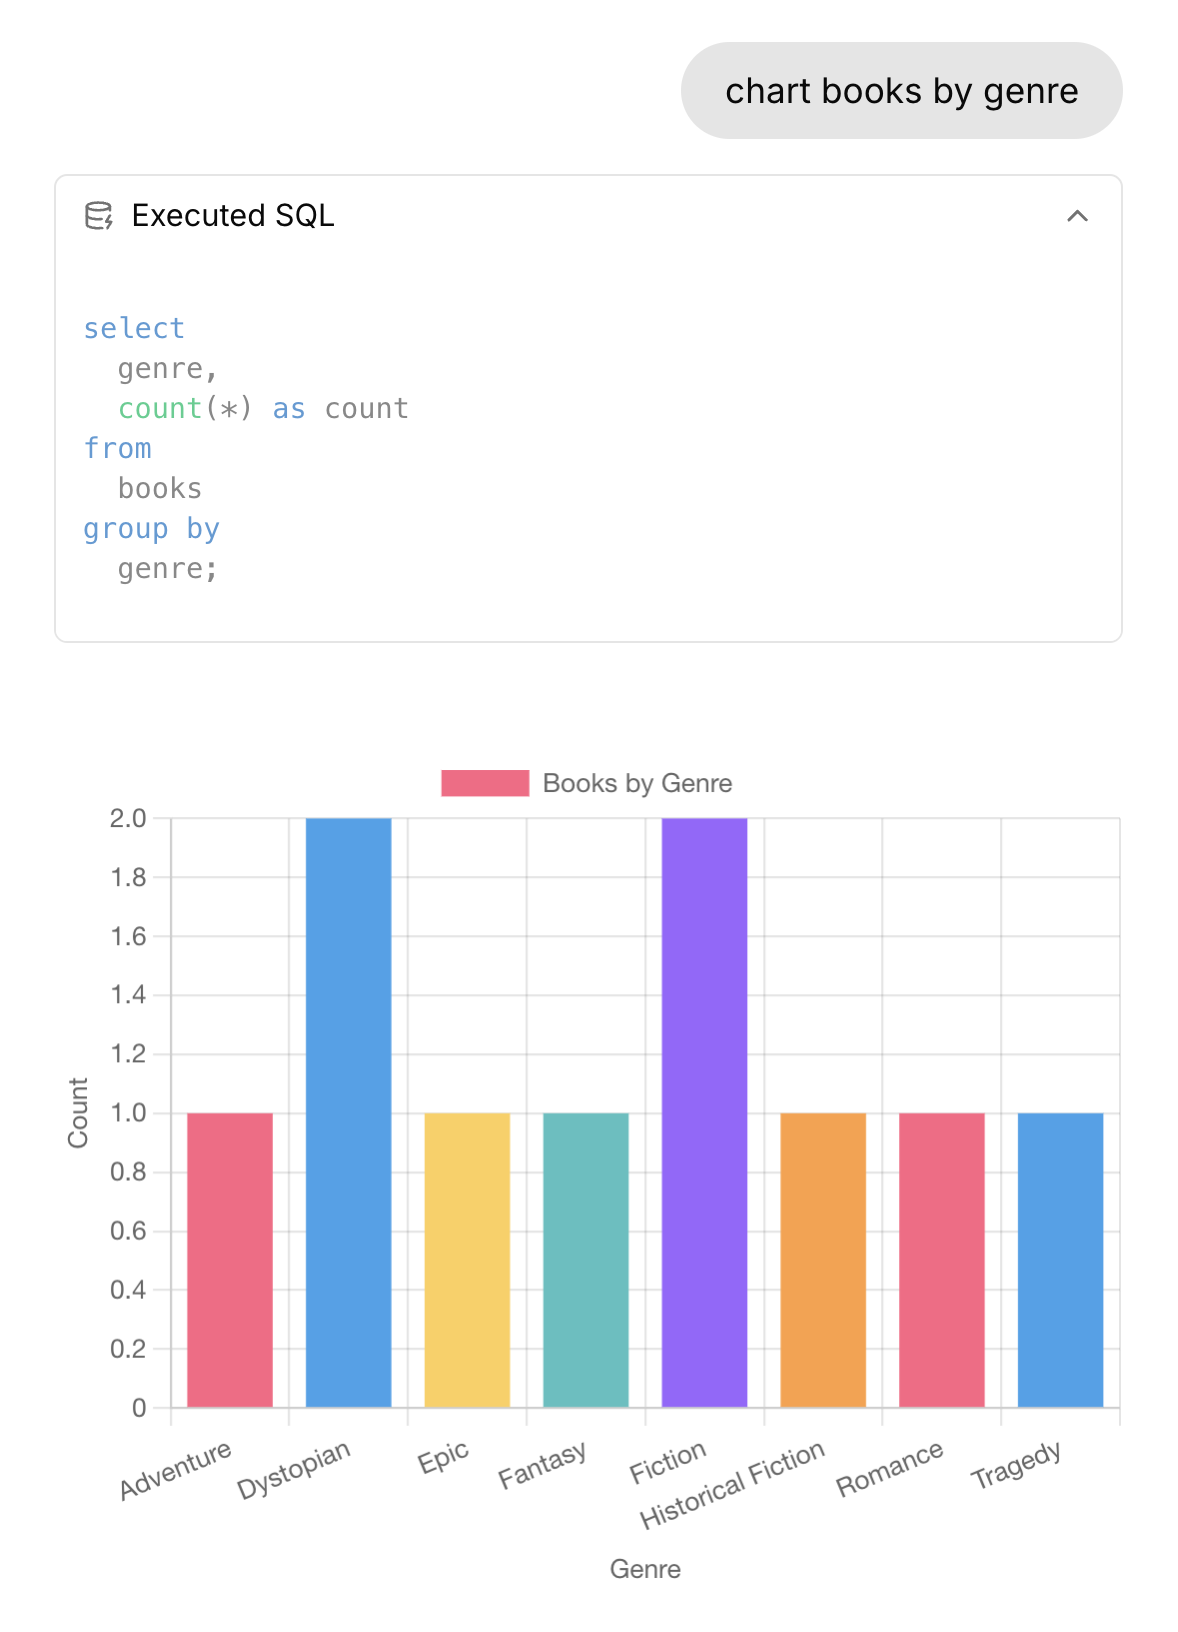 chart books by genre
Executed SQL
select
  genre,
  count(*) as count
from
  books
group by
  genre;
Books by Genre
2.0
1.8
1.6
1.4
1.2
1.0
0.8
0.6
0.4
0.2
0
Count
Adventure
Dystopian
Epic
Fantasy
Fiction
Historical Fiction
Romance
Tragedy
Genre